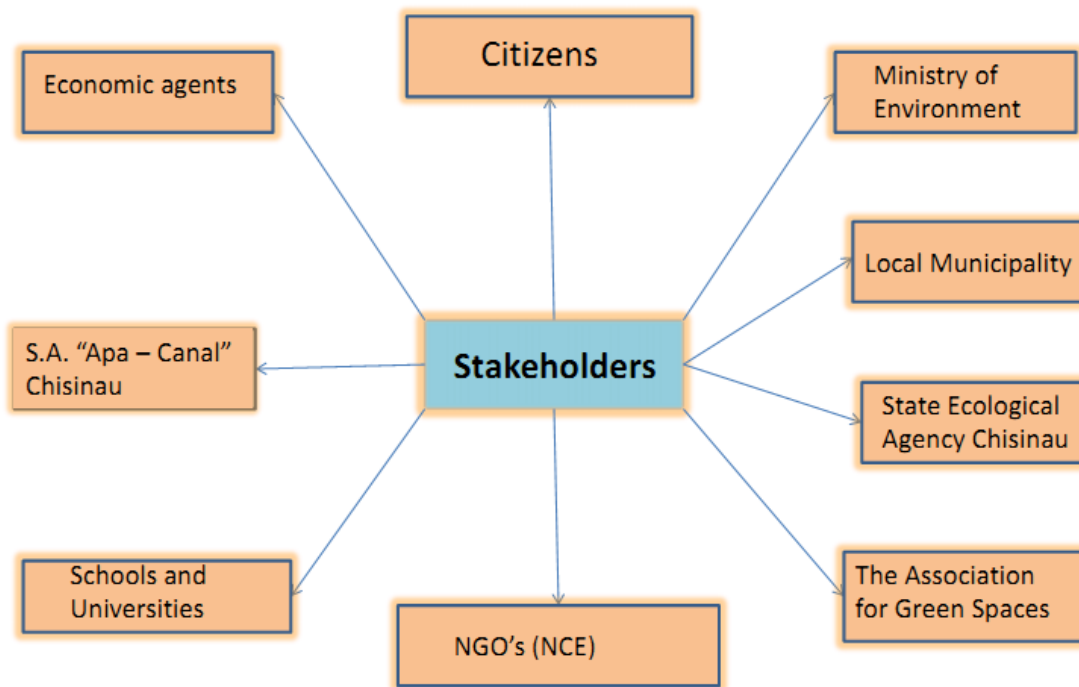 Economic agents
Citizens
Ministry of
Environment
Local Municipality
S.A. “Apa – Canal”
Chisinau
Stakeholders
State Ecological
Agency Chisinau
Schools and
Universities
NGO’s (NCE)
The Association
for Green Spaces